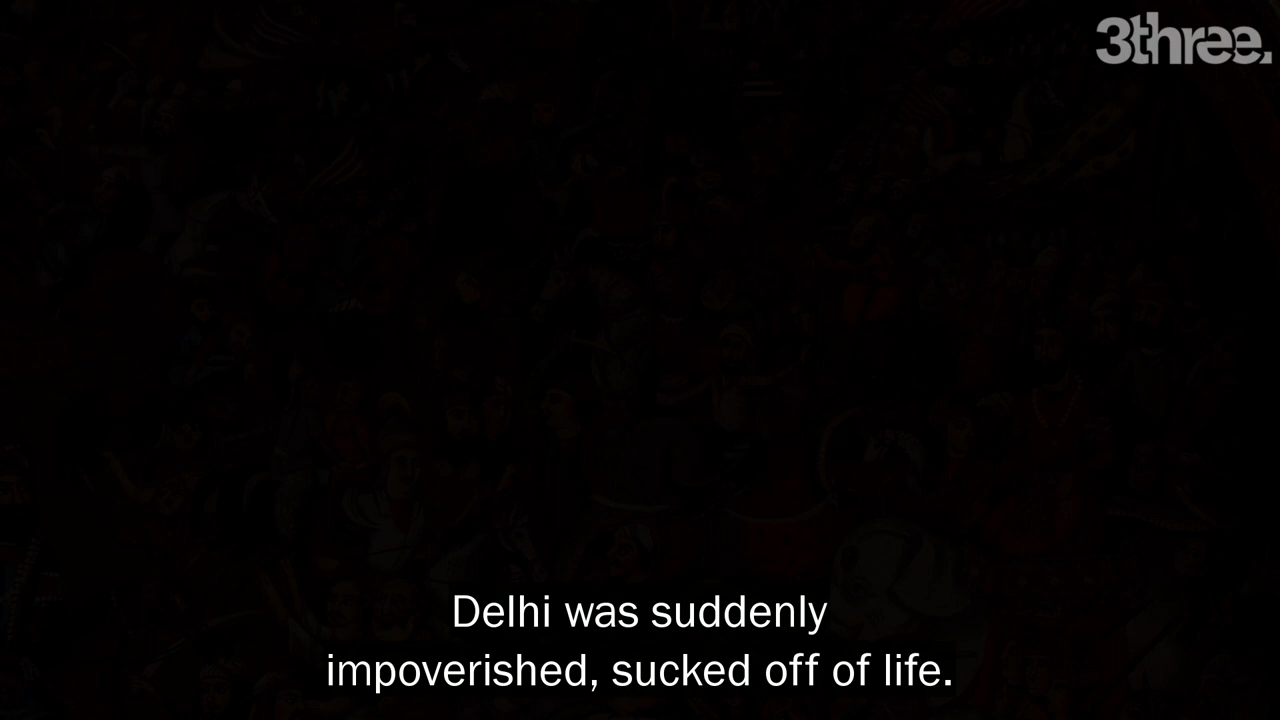 3three.
Delhi was suddenly
impoverished, sucked off of life.